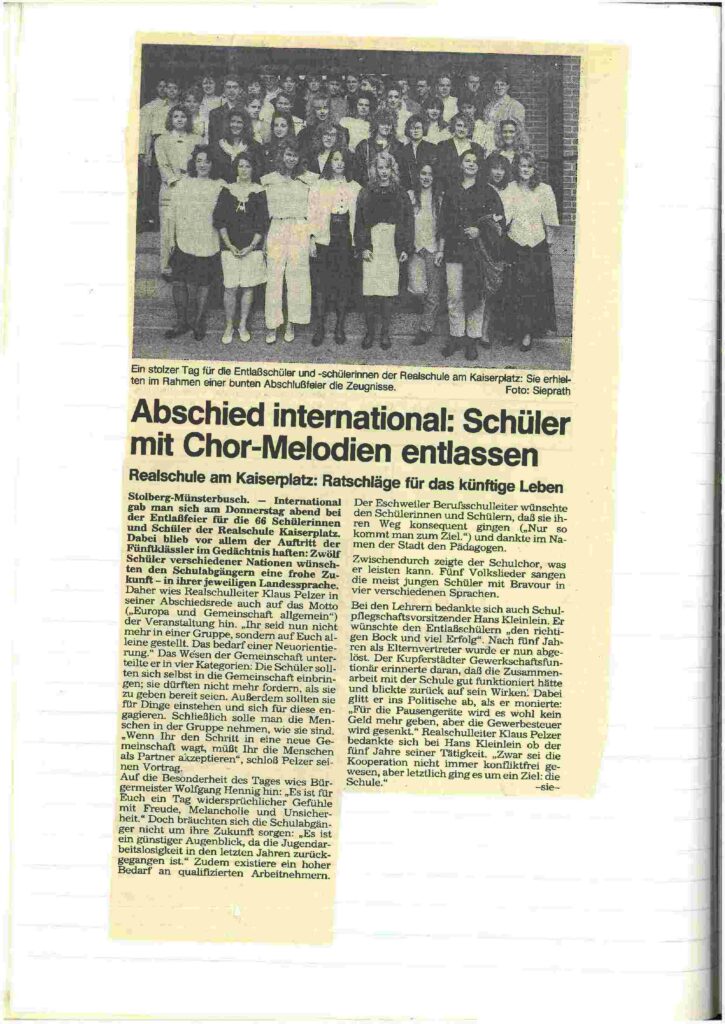 Ein stolzer Tag für die Entlaßschüler und -schülerinnen der Realschule am Kaiserplatz: Sie erhiel-
ten im Rahmen einer bunten Abschlußfeier die Zeugnisse. Foto: Sieprath
Abschied international: Schüler
mit Chor-Melodien entlassen
Realschule am Kaiserplatz: Ratschläge für das künftige Leben
Stolberg-Münsterbusch. – International
gab man sich am Donnerstag abend bei
der Entlaßfeier für die 66 Schülerinnen
und Schüler der Realschule Kaiserplatz.
Dabei blieb vor allem der Auftritt der
Fünftklässler im Gedächtnis haften: Zwölf
Schüler verschiedener Nationen wünsch-
ten den Schulabgängern eine frohe Zu-
kunft – in ihrer jeweiligen Landessprache.
Daher wies Realschulleiter Klaus Pelzer in
seiner Abschiedsrede auch auf das Motto
(„Europa und Gemeinschaft allgemein“)
der Veranstaltung hin. „Ihr seid nun nicht
mehr in einer Gruppe, sondern auf Euch al-
leine gestellt. Das bedarf einer Neuorientie-
rung.“ Das Wesen der Gemeinschaft unter-
teilte er in vier Kategorien: Die Schüler soll-
ten sich selbst in die Gemeinschaft einbrin-
gen; sie dürften nicht mehr fordern, als sie
zu geben bereit seien. Außerdem sollten sie
für Dinge einstehen und sich für diese en-
gagieren. Schließlich solle man die Men-
schen in der Gruppe nehmen, wie sie sind.
„Wenn Ihr den Schritt in eine neue Ge-
meinschaft wagt, müßt Ihr die Menschen
als Partner akzeptieren“, schloß Pelzer sei-
nen Vortrag.
Auf die Besonderheit des Tages wies Bür-
germeister Wolfgang Hennig hin: „Es ist für
Euch ein Tag widersprüchlicher Gefühle
mit Freude, Melancholie und Unsicher-
heit.“ Doch bräuchten sich die Schulabgän-
ger nicht um ihre Zukunft sorgen: „Es ist
ein günstiger Augenblick, da die Jugendar-
beitslosigkeit in den letzten Jahren zurück-
gegangen ist.“ Zudem existiere ein hoher
Bedarf an qualifizierten Arbeitnehmern.
Der Eschweiler Berufsschulleiter wünschte
den Schülerinnen und Schülern, daß sie ih-
ren Weg konsequent gingen („Nur so
kommt man zum Ziel.“) und dankte im Na-
men der Stadt den Pädagogen.
Zwischendurch zeigte der Schulchor, was
er leisten kann. Fünf Volkslieder sangen
die meist jungen Schüler mit Bravour in
vier verschiedenen Sprachen.
Bei den Lehrern bedankte sich auch Schul-
pflegschaftsvorsitzender Hans Kleinlein. Er
wünschte den Entlaßschülern „den richti-
gen Bock und viel Erfolg“. Nach fünf Jah-
ren als Elternvertreter wurde er nun abge-
löst. Der Kupferstädter Gewerkschaftsfun-
tionär erinnerte daran, daß die Zusammen-
arbeit mit der Schule gut funktioniert hätte
und blickte zurück auf sein Wirken. Dabei
glitt er ins Politische ab, als er monierte:
„Für die Pausengeräte wird es wohl kein
Geld mehr geben, aber die Gewerbesteuer
wird gesenkt.“ Realschulleiter Klaus Pelzer
bedankte sich bei Hans Kleinlein ob der
fünf Jahre seiner Tätigkeit. „Zwar sei die
Kooperation nicht immer konfliktfrei ge-
wesen, aber letztlich ging es um ein Ziel: die
Schule.“ –sie–